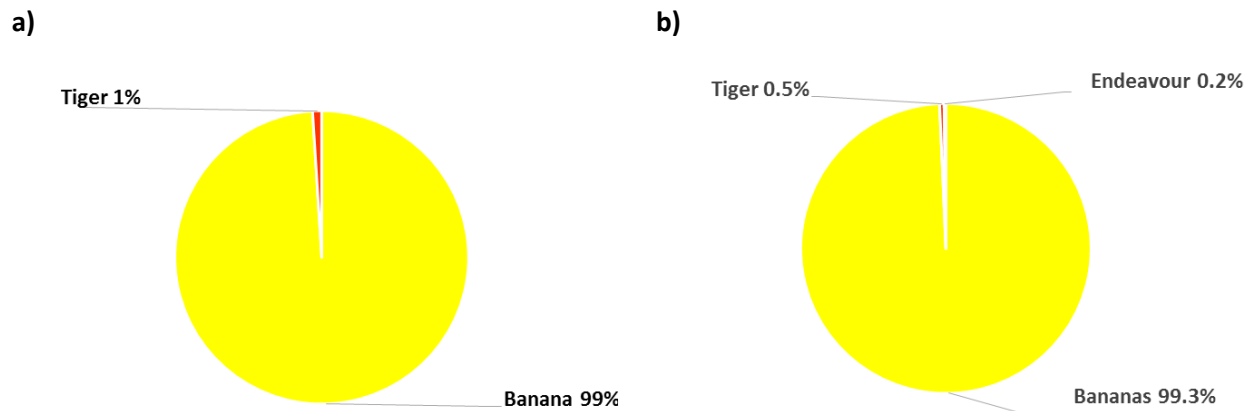 a)
Tiger 1%
Banana 99%
b)
Tiger 0.5%
Endeavour 0.2%
Bananas 99.3%